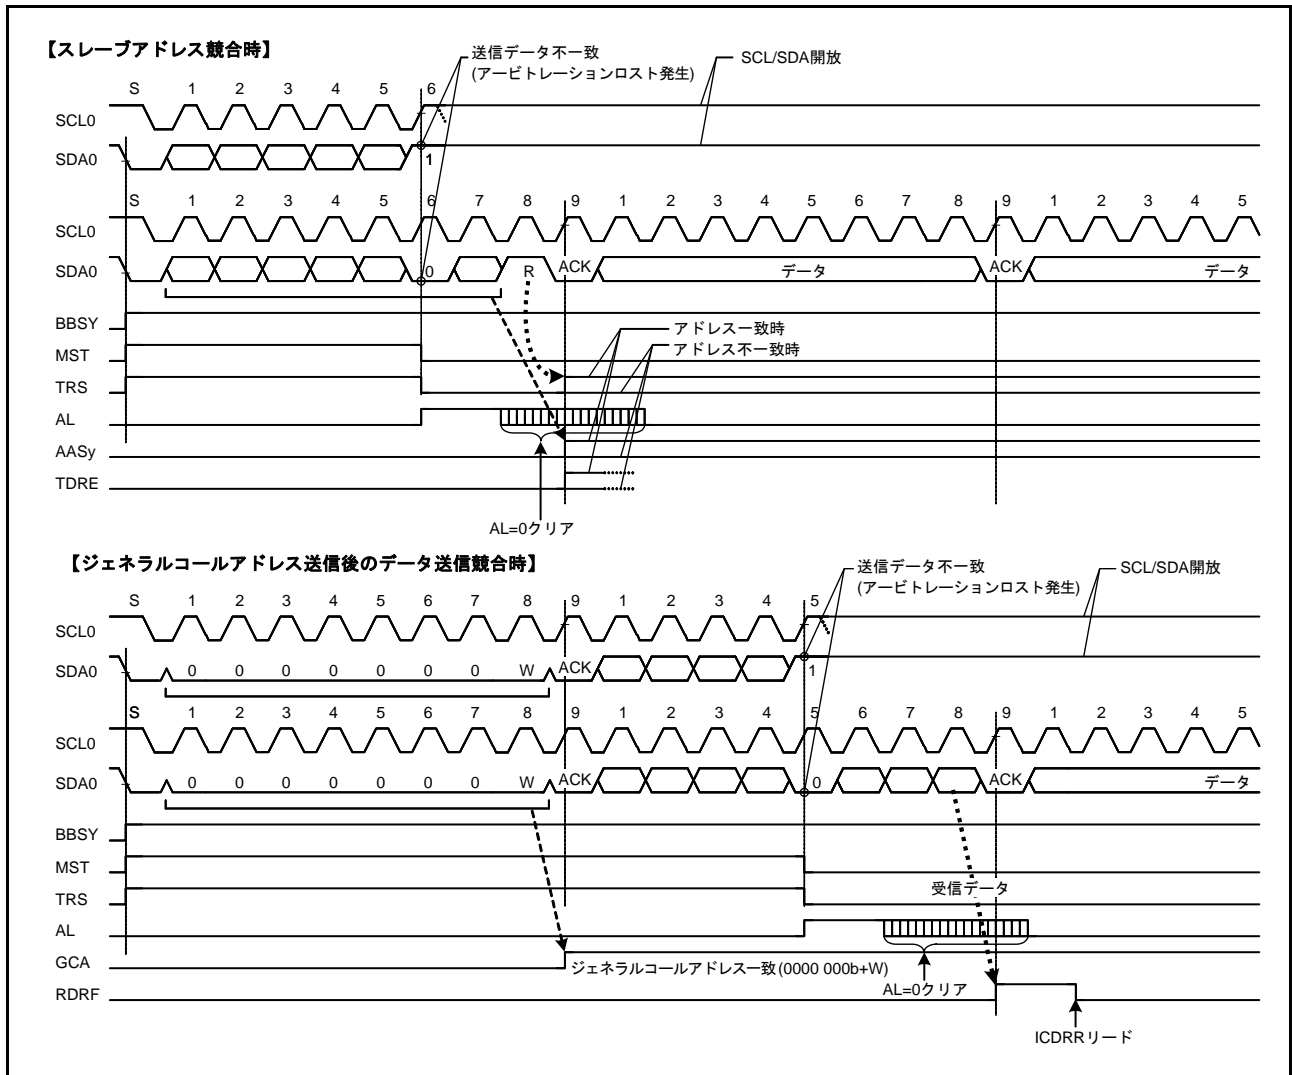 【スレーブアドレス競合時】
送信データ不一致
(アービトレーションロスト発生)
SCL/SDA開放
S 1 2 3 4 5 6
SCL0
SDA0
1
S 1 2 3 4 5 6 7 8 9 1 2 3 4 5 6 7 8 9 1 2 3 4 5
SCL0
SDA0 0 R ACK データ ACK データ
BBSY
アドレス一致時
MST
アドレス不一致時
TRS
AL
AASy
TDRE
AL=0クリア
【ジェネラルコールアドレス送信後のデータ送信競合時】
送信データ不一致
(アービトレーションロスト発生)
SCL/SDA開放
S 1 2 3 4 5 6 7 8 9 1 2 3 4 5
SCL0
SDA0 0 0 0 0 0 0 0 W ACK 1
S 1 2 3 4 5 6 7 8 9 1 2 3 4 5 6 7 8 9 1 2 3 4 5
SCL0
SDA0 0 0 0 0 0 0 0 W ACK 0 ACK データ
BBSY
MST
TRS 受信データ
AL
GCA
ジェネラルコールアドレス一致(0000 000b+W)
AL=0クリア
RDRF
ICDRRリード